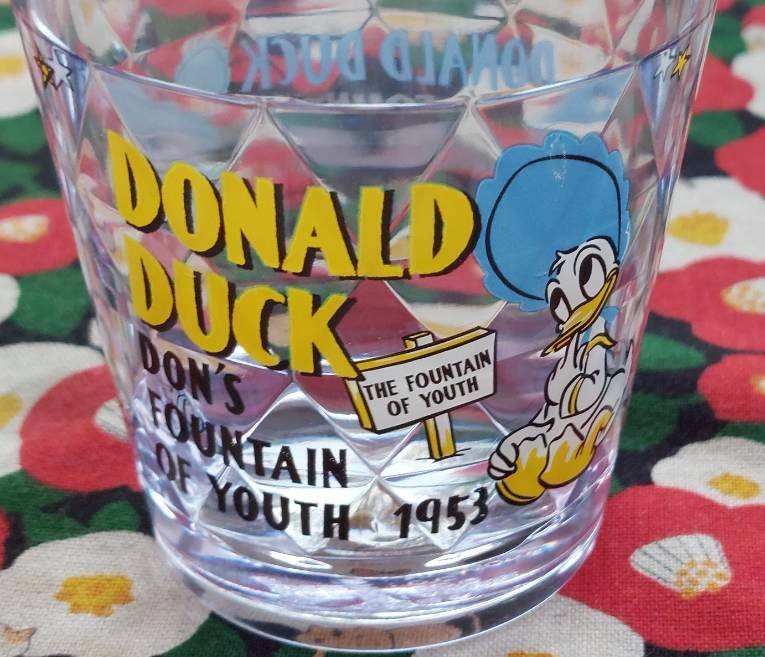 DONALD DUCK
DONALD
DUCK
DON'S
FOUNTAIN
OF YOUTH 1953
THE FOUNTAIN
OF YOUTH